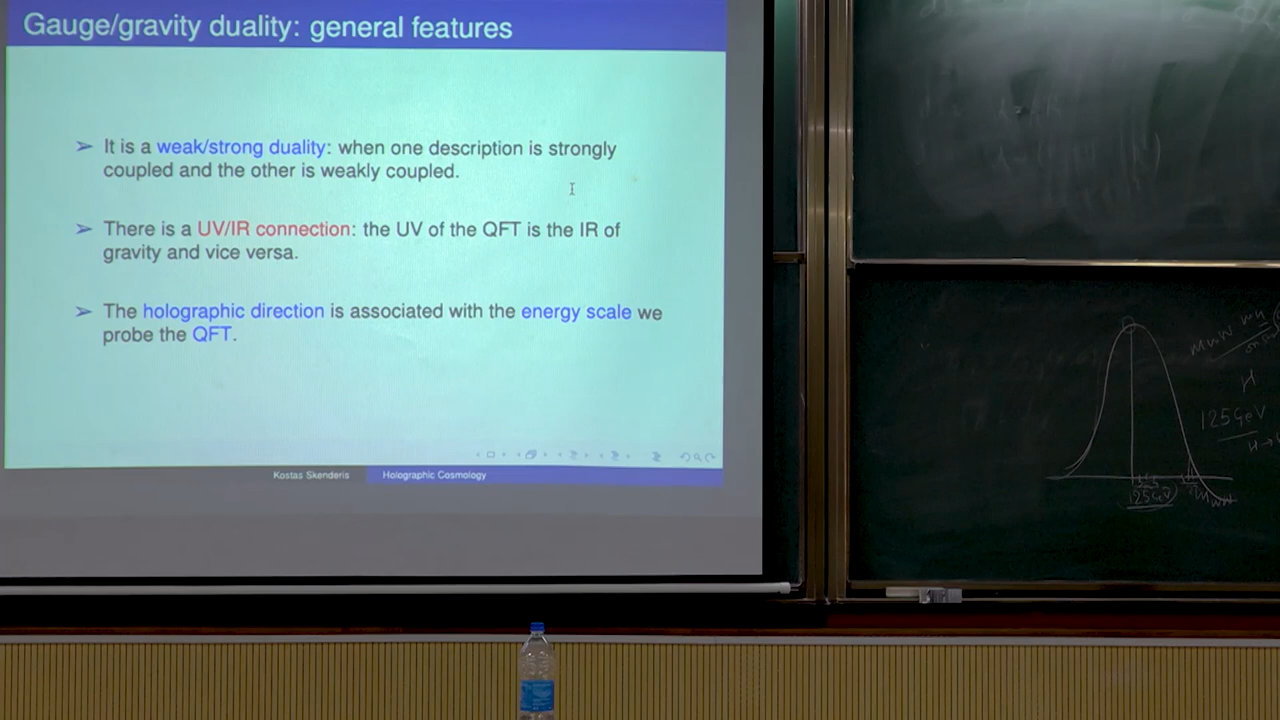 Gauge/gravity duality: general features
➢ It is a weak/strong duality: when one description is strongly
coupled and the other is weakly coupled.
➢ There is a UV/IR connection: the UV of the QFT is the IR of
gravity and vice versa.
➢ The holographic direction is associated with the energy scale we
probe the QFT.
Kostas Skenderis
Holographic Cosmology
H
125 GeV
H→
125GeV